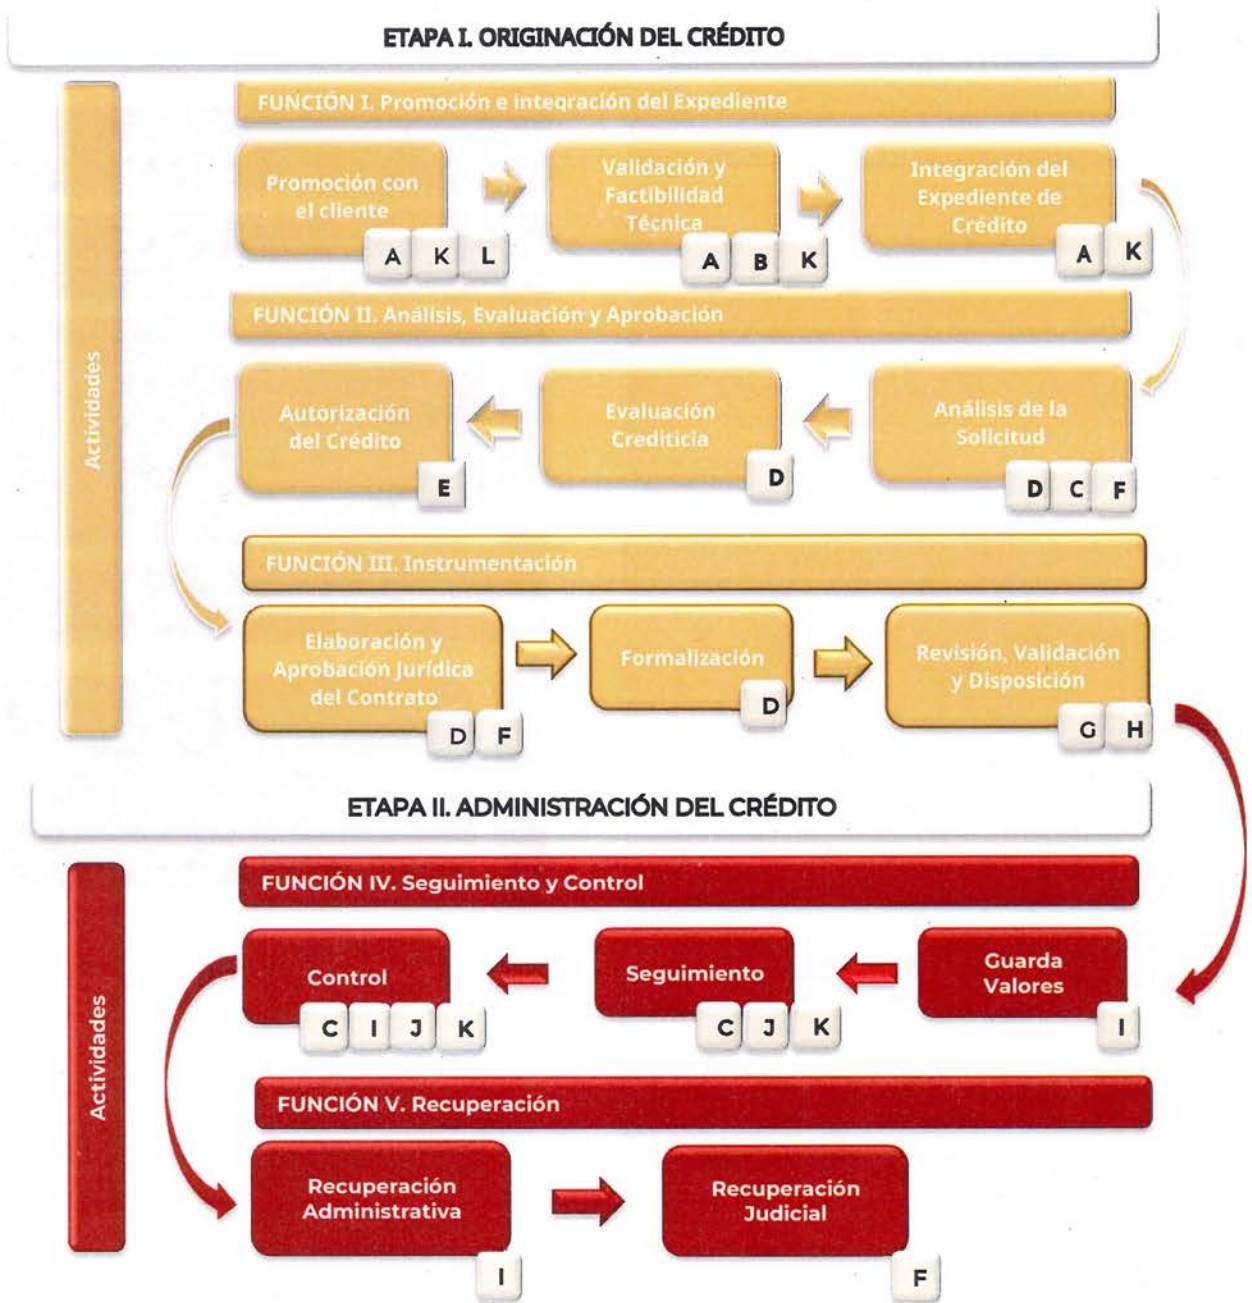 ETAPA I. ORIGINACIÓN DEL CRÉDITO
Actividades
FUNCIÓN I. Promoción e integración del Expediente
Promoción con
el cliente
A K L
Validación y
Factibilidad
Técnica
A B K
Integración del
Expediente de
Crédito
A K
FUNCIÓN II. Análisis, Evaluación y Aprobación
Análisis de la
Solicitud
D C F
Evaluación
Crediticia
D
Autorización
del Crédito
E
FUNCIÓN III. Instrumentación
Elaboración y
Aprobación Jurídica
del Contrato
D F
Formalización
D
Revisión, Validación
y Disposición
G H
ETAPA II. ADMINISTRACIÓN DEL CRÉDITO
Actividades
FUNCIÓN IV. Seguimiento y Control
Guarda
Valores
I
Seguimiento
C J K
Control
C I J K
FUNCIÓN V. Recuperación
Recuperación
Administrativa
I
Recuperación
Judicial
F